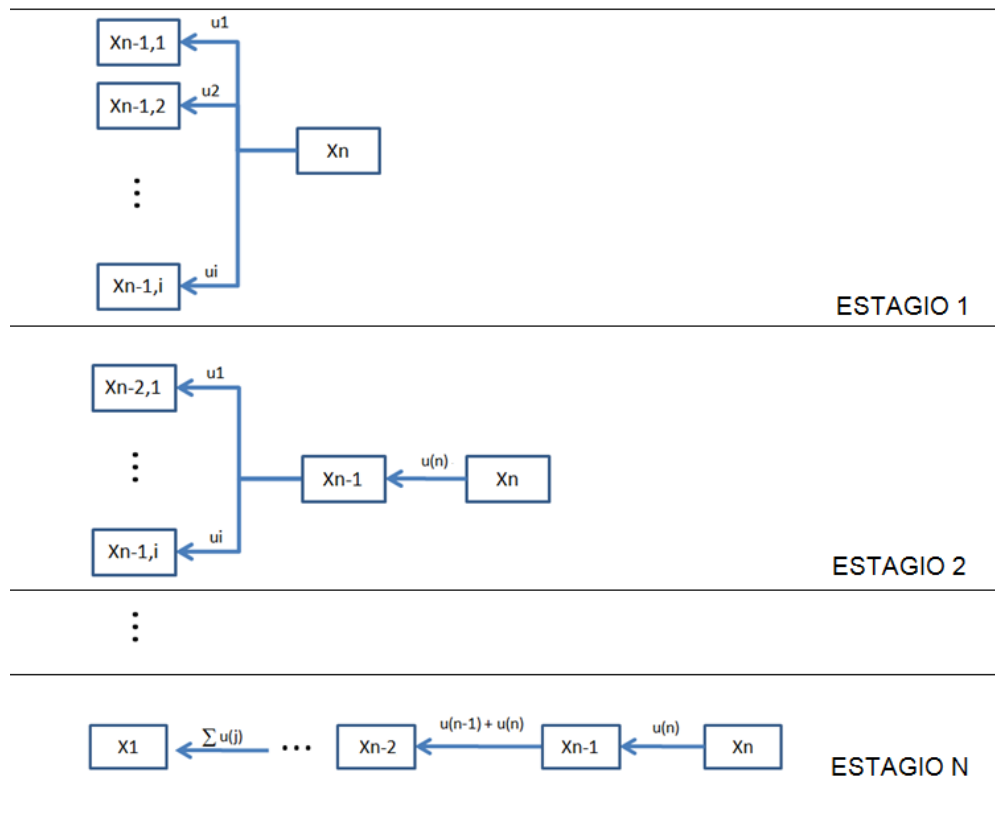 u1
Xn-1,1
u2
Xn-1,2
Xn
ui
Xn-1,i
ESTAGIO 1
u1
Xn-2,1
u(n)
Xn-1
Xn
ui
Xn-1,i
ESTAGIO 2
X1
∑ u(j)
Xn-2
u(n-1) + u(n)
Xn-1
u(n)
Xn
ESTAGIO N